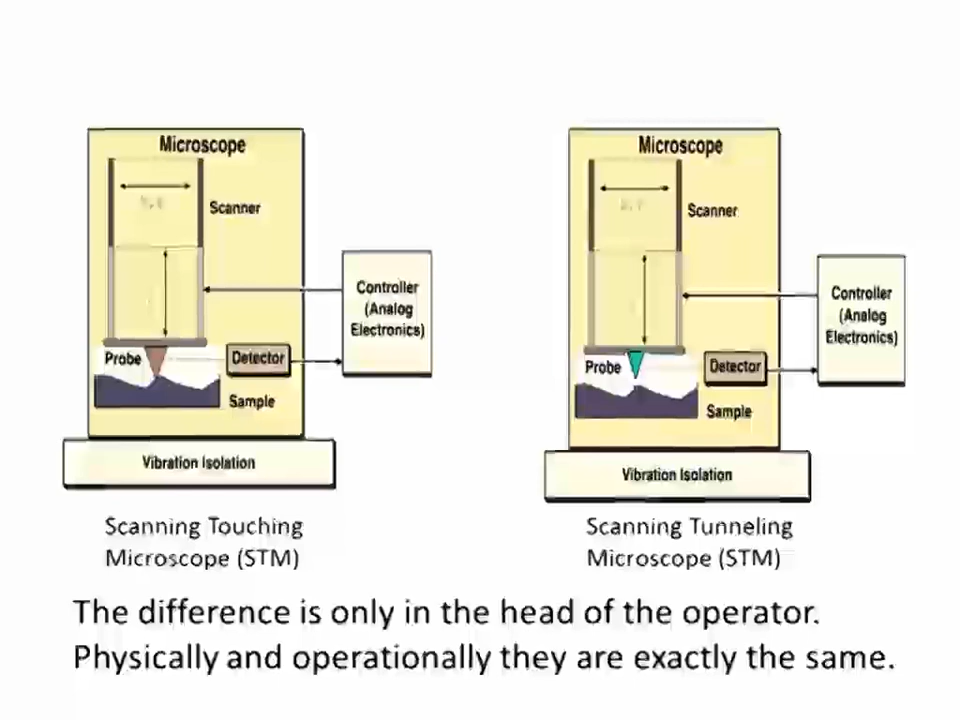 Microscope
Scanner
Controller
(Analog
Electronics)
Probe
Detector
Sample
Vibration Isolation
Scanning Touching
Microscope (STM)
Microscope
Scanner
Controller
(Analog
Electronics)
Probe
Detector
Sample
Vibration Isolation
Scanning Tunneling
Microscope (STM)
The difference is only in the head of the operator.
Physically and operationally they are exactly the same.